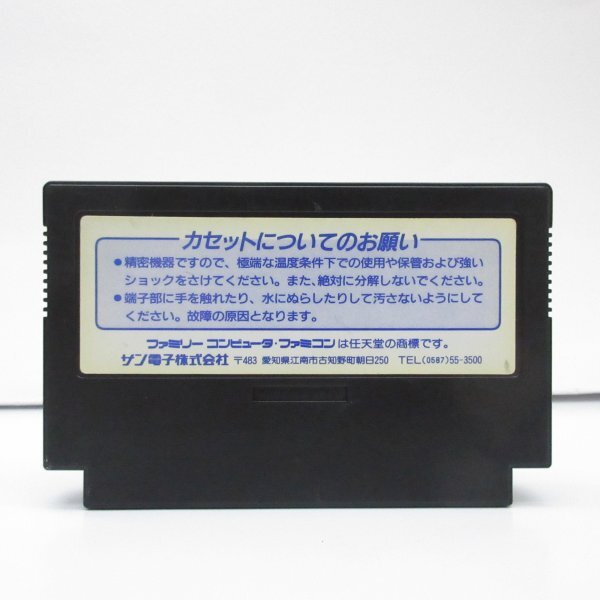 カセットについてのお願い
●精密機器ですので、極端な温度条件下での使用や保管および強い
ショックをさけてください。また、絶対に分解しないでください。
●端子部に手を触れたり、水にぬらしたりして汚さないようにして
ください。故障の原因となります。
ファミリーコンピュータ・ファミコンは任天堂の商標です。
サン電子株式会社 〒483 愛知県江南市古知野町朝日250 TEL(0587)55-3500